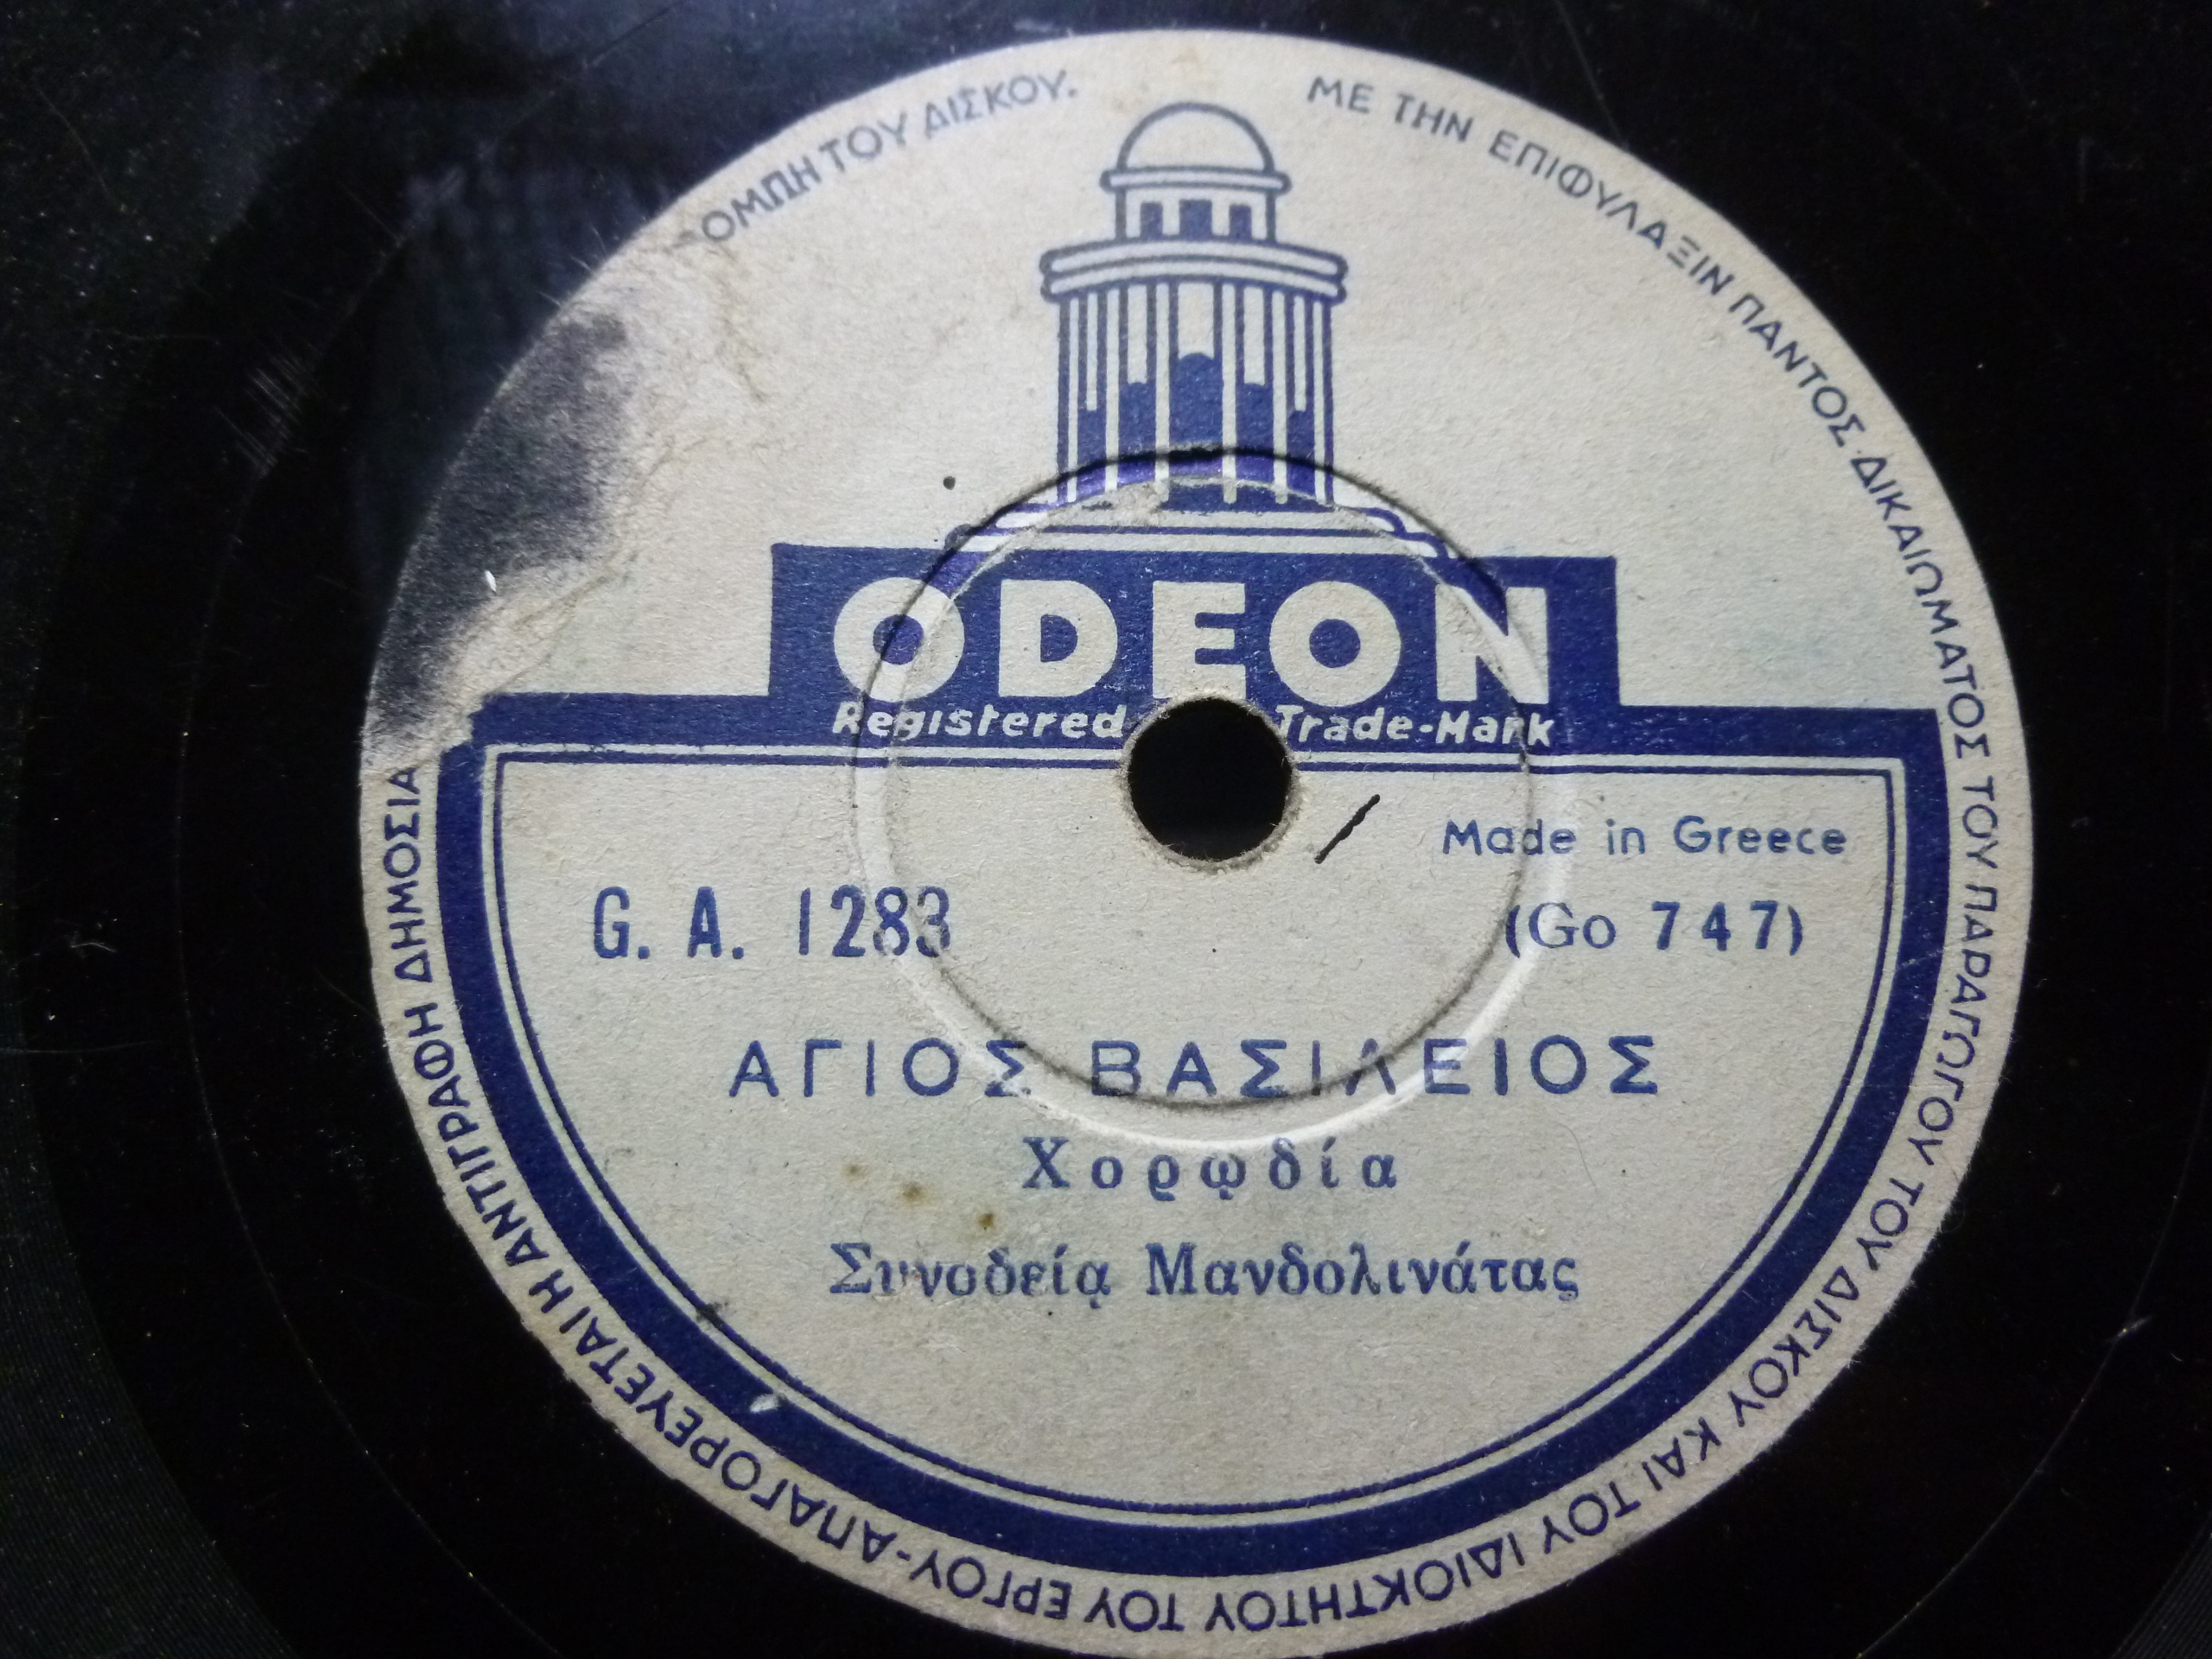 ΜΕ ΤΗΝ ΕΠΙΦΥΛΑΞΙΝ ΠΑΝΤΟΣ ΔΙΚΑΙΩΜΑΤΟΣ ΤΟΥ ΠΑΡΑΓΩΓΟΥ ΤΟΥ ΔΙΣΚΟΥ ΚΑΙ ΤΟΥ ΙΔΙΟΚΤΗΤΟΥ ΤΟΥ ΕΡΓΟΥ-ΑΠΑΓΟΡΕΥΕΤΑΙ Η ΑΝΤΙΓΡΑΦΗ ΔΗΜΟΣΙΑ ΟΜΠΗ ΤΟΥ ΔΙΣΚΟΥ.
ODEON
Registered Trade-Mark
Made in Greece
G. A. 1283 (Go 747)
ΑΓΙΟΣ ΒΑΣΙΛΕΙΟΣ
Χορῳδία
Συνοδείᾳ Μανδολινάτας